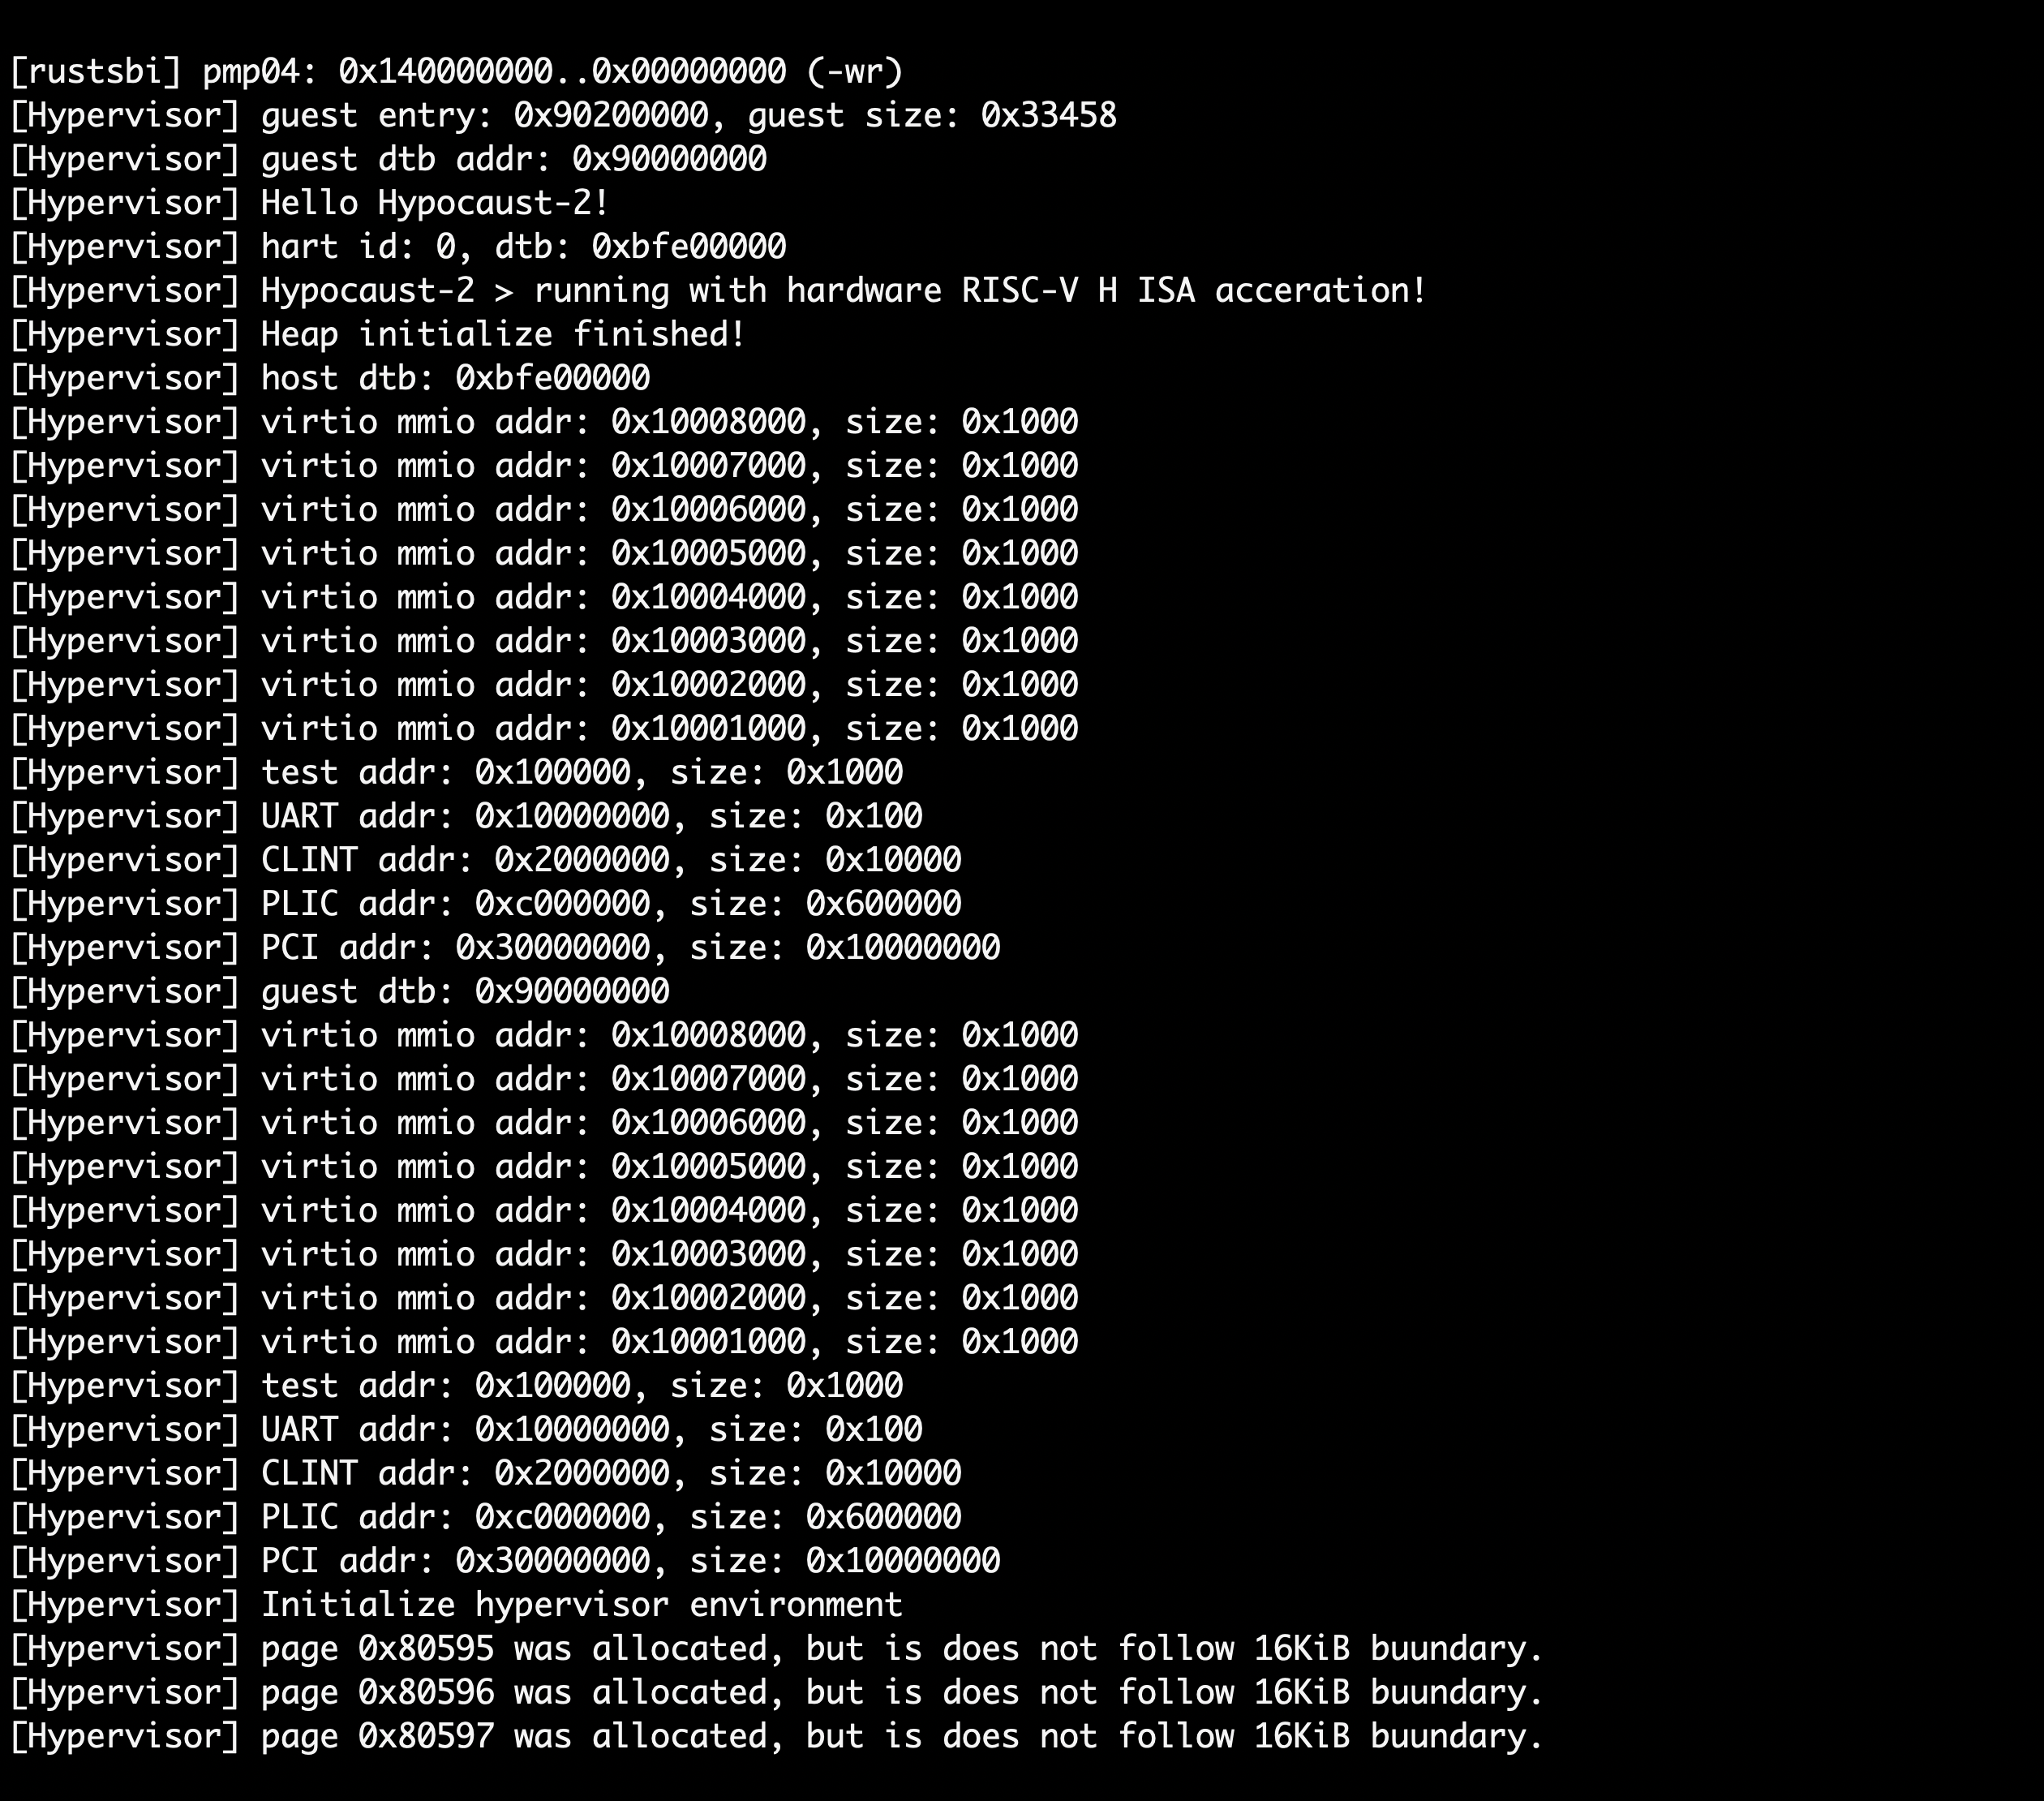 [rustsbi] pmp04: 0x140000000..0x00000000 (-wr)
[Hypervisor] guest entry: 0x90200000, guest size: 0x33458
[Hypervisor] guest dtb addr: 0x90000000
[Hypervisor] Hello Hypocaust-2!
[Hypervisor] hart id: 0, dtb: 0xbfe00000
[Hypervisor] Hypocaust-2 > running with hardware RISC-V H ISA acceration!
[Hypervisor] Heap initialize finished!
[Hypervisor] host dtb: 0xbfe00000
[Hypervisor] virtio mmio addr: 0x10008000, size: 0x1000
[Hypervisor] virtio mmio addr: 0x10007000, size: 0x1000
[Hypervisor] virtio mmio addr: 0x10006000, size: 0x1000
[Hypervisor] virtio mmio addr: 0x10005000, size: 0x1000
[Hypervisor] virtio mmio addr: 0x10004000, size: 0x1000
[Hypervisor] virtio mmio addr: 0x10003000, size: 0x1000
[Hypervisor] virtio mmio addr: 0x10002000, size: 0x1000
[Hypervisor] virtio mmio addr: 0x10001000, size: 0x1000
[Hypervisor] test addr: 0x100000, size: 0x1000
[Hypervisor] UART addr: 0x10000000, size: 0x100
[Hypervisor] CLINT addr: 0x2000000, size: 0x10000
[Hypervisor] PLIC addr: 0xc000000, size: 0x600000
[Hypervisor] PCI addr: 0x30000000, size: 0x10000000
[Hypervisor] guest dtb: 0x90000000
[Hypervisor] virtio mmio addr: 0x10008000, size: 0x1000
[Hypervisor] virtio mmio addr: 0x10007000, size: 0x1000
[Hypervisor] virtio mmio addr: 0x10006000, size: 0x1000
[Hypervisor] virtio mmio addr: 0x10005000, size: 0x1000
[Hypervisor] virtio mmio addr: 0x10004000, size: 0x1000
[Hypervisor] virtio mmio addr: 0x10003000, size: 0x1000
[Hypervisor] virtio mmio addr: 0x10002000, size: 0x1000
[Hypervisor] virtio mmio addr: 0x10001000, size: 0x1000
[Hypervisor] test addr: 0x100000, size: 0x1000
[Hypervisor] UART addr: 0x10000000, size: 0x100
[Hypervisor] CLINT addr: 0x2000000, size: 0x10000
[Hypervisor] PLIC addr: 0xc000000, size: 0x600000
[Hypervisor] PCI addr: 0x30000000, size: 0x10000000
[Hypervisor] Initialize hypervisor environment
[Hypervisor] page 0x80595 was allocated, but is does not follow 16KiB buundary.
[Hypervisor] page 0x80596 was allocated, but is does not follow 16KiB buundary.
[Hypervisor] page 0x80597 was allocated, but is does not follow 16KiB buundary.